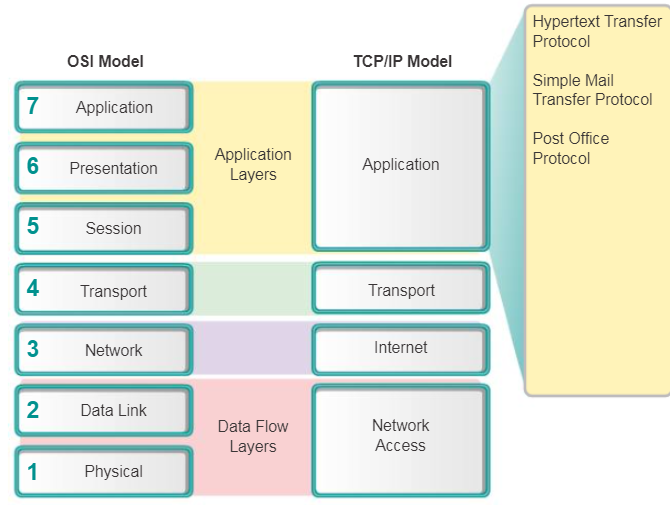 OSI Model
TCP/IP Model
7
Application
6
Presentation
5
Session
4
Transport
3
Network
2
Data Link
1
Physical
Application
Layers
Data Flow
Layers
Application
Transport
Internet
Network
Access
Hypertext Transfer
Protocol
Simple Mail
Transfer Protocol
Post Office
Protocol